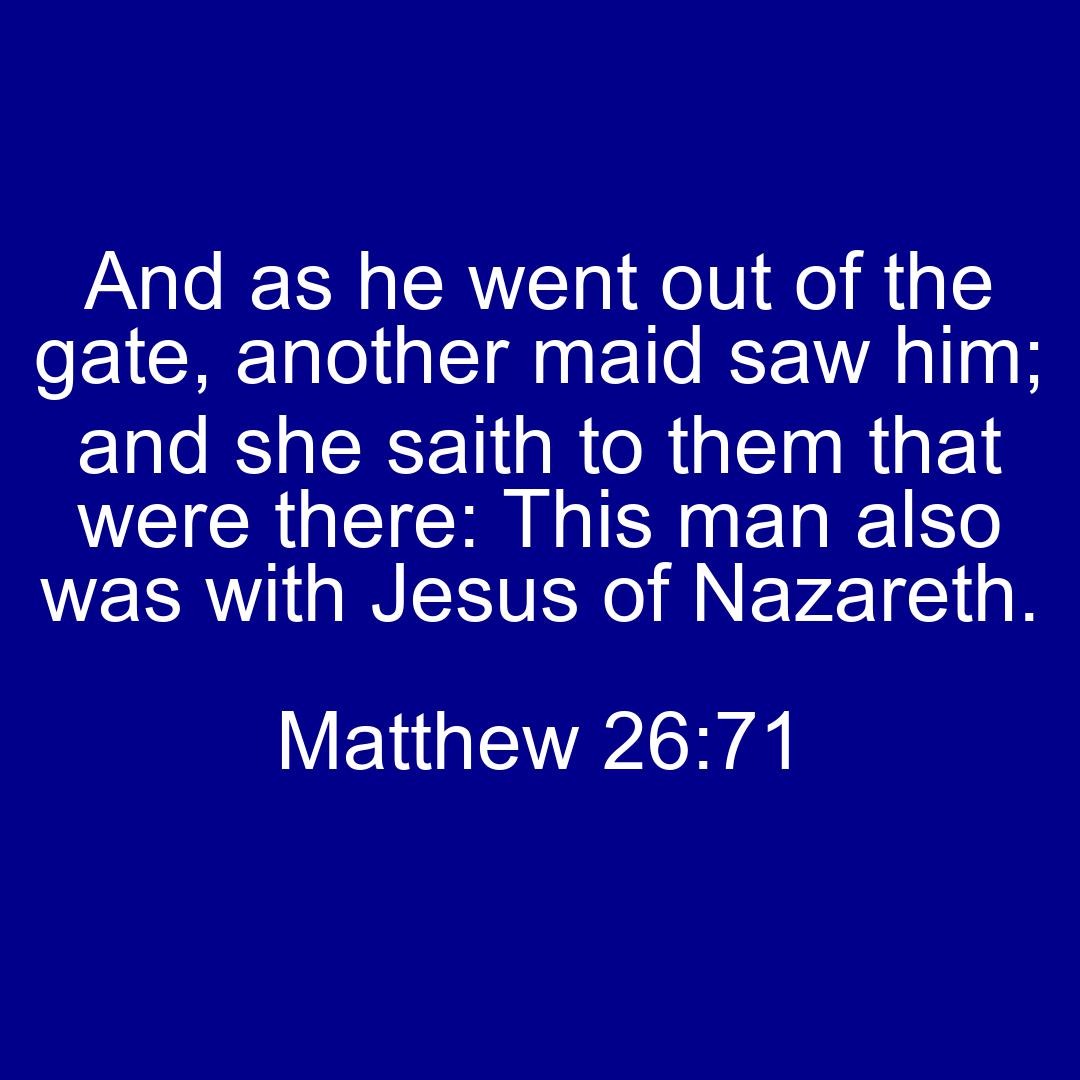 And as he went out of the
gate, another maid saw him;
and she saith to them that
were there: This man also
was with Jesus of Nazareth.
Matthew 26:71